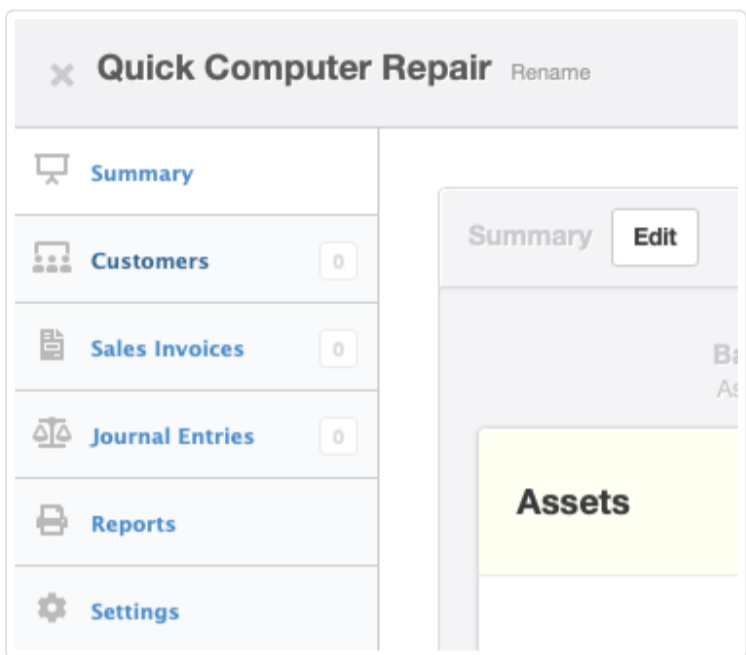 Quick Computer Repair Rename
Summary
Customers 0
Sales Invoices 0
Journal Entries 0
Reports
Settings
Summary Edit
Assets